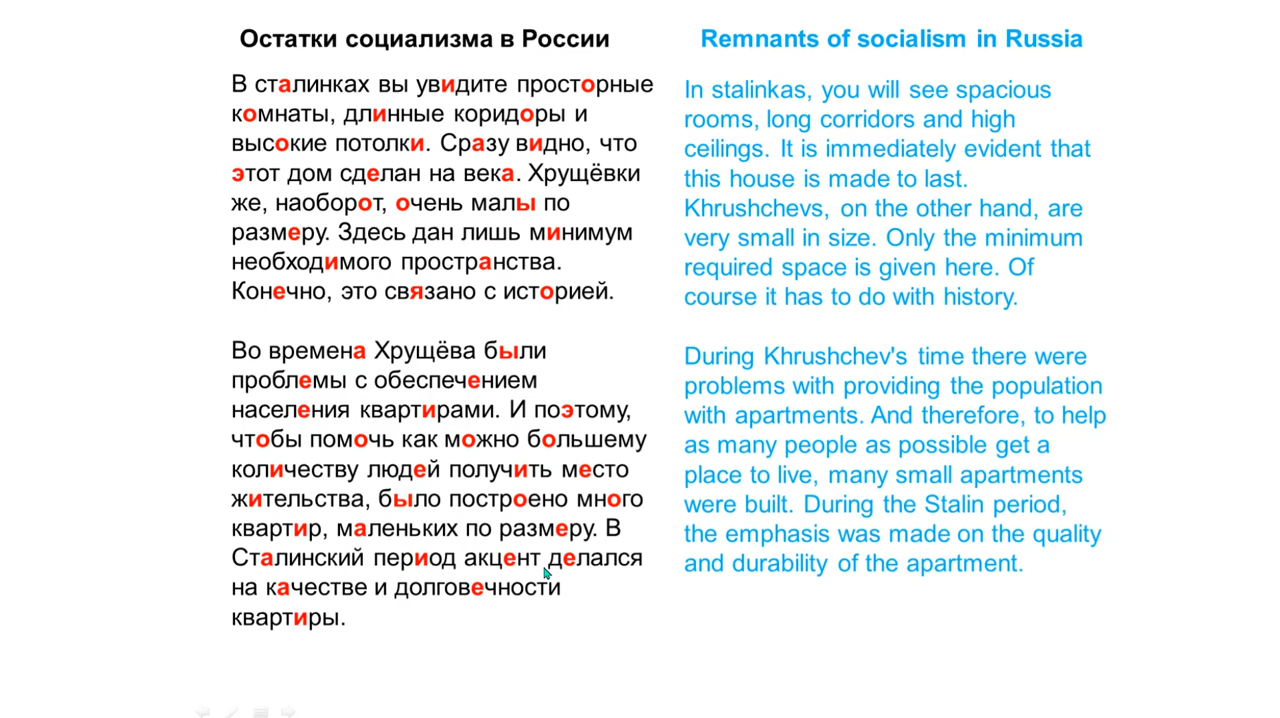 Остатки социализма в России
В сталинках вы увидите просторные
комнаты, длинные коридоры и
высокие потолки. Сразу видно, что
этот дом сделан на века. Хрущёвки
же, наоборот, очень малы по
размеру. Здесь дан лишь минимум
необходимого пространства.
Конечно, это связано с историей.
Во времена Хрущёва были
проблемы с обеспечением
населения квартирами. И поэтому,
чтобы помочь как можно большему
количеству людей получить место
жительства, было построено много
квартир, маленьких по размеру. В
Сталинский период акцент делался
на качестве и долговечности
квартиры.
Remnants of socialism in Russia
In stalinkas, you will see spacious
rooms, long corridors and high
ceilings. It is immediately evident that
this house is made to last.
Khrushchevs, on the other hand, are
very small in size. Only the minimum
required space is given here. Of
course it has to do with history.
During Khrushchev's time there were
problems with providing the population
with apartments. And therefore, to help
as many people as possible get a
place to live, many small apartments
were built. During the Stalin period,
the emphasis was made on the quality
and durability of the apartment.